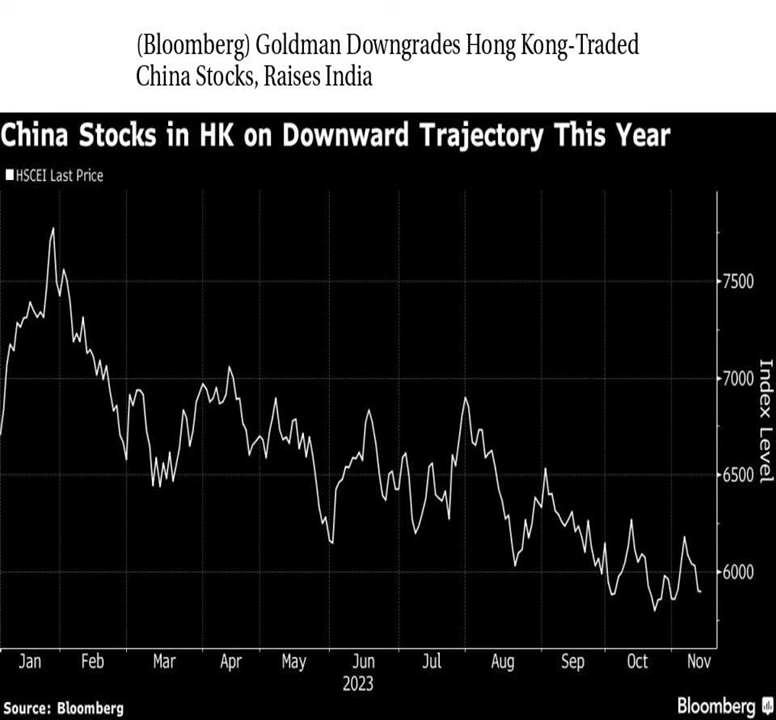 (Bloomberg) Goldman Downgrades Hong Kong-Traded
China Stocks, Raises India
China Stocks in HK on Downward Trajectory This Year
HSCEI Last Price
7500
7000
6500
6000
Index Level
Jan Feb Mar Apr May Jun Jul Aug Sep Oct Nov
2023
Source: Bloomberg
Bloomberg